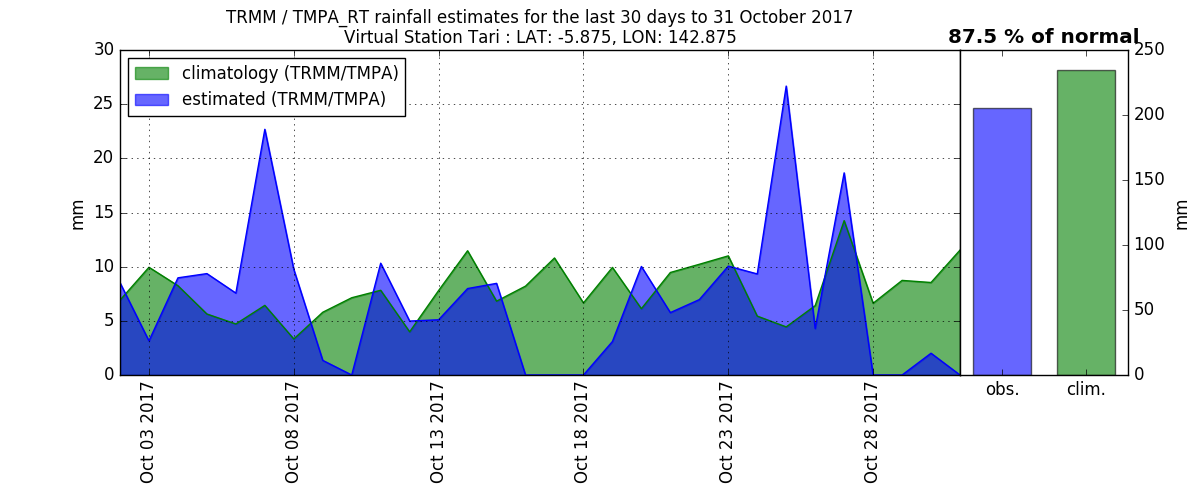 TRMM / TMPA_RT rainfall estimates for the last 30 days to 31 October 2017
Virtual Station Tari : LAT: -5.875, LON: 142.875
87.5 % of normal
climatology (TRMM/TMPA)
estimated (TRMM/TMPA)
30
25
20
15
10
5
0
mm
250
200
150
100
50
0
mm
Oct 03 2017
Oct 08 2017
Oct 13 2017
Oct 18 2017
Oct 23 2017
Oct 28 2017
obs.
clim.